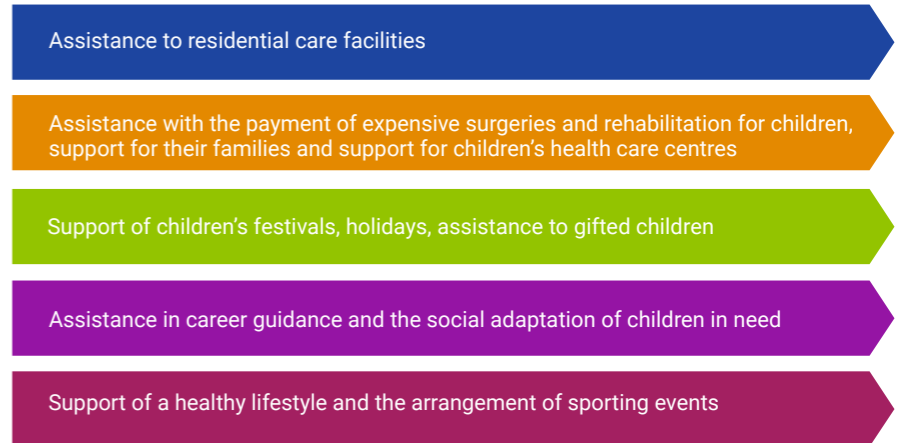 Assistance to residential care facilities
Assistance with the payment of expensive surgeries and rehabilitation for children,
support for their families and support for children’s health care centres
Support of children’s festivals, holidays, assistance to gifted children
Assistance in career guidance and the social adaptation of children in need
Support of a healthy lifestyle and the arrangement of sporting events